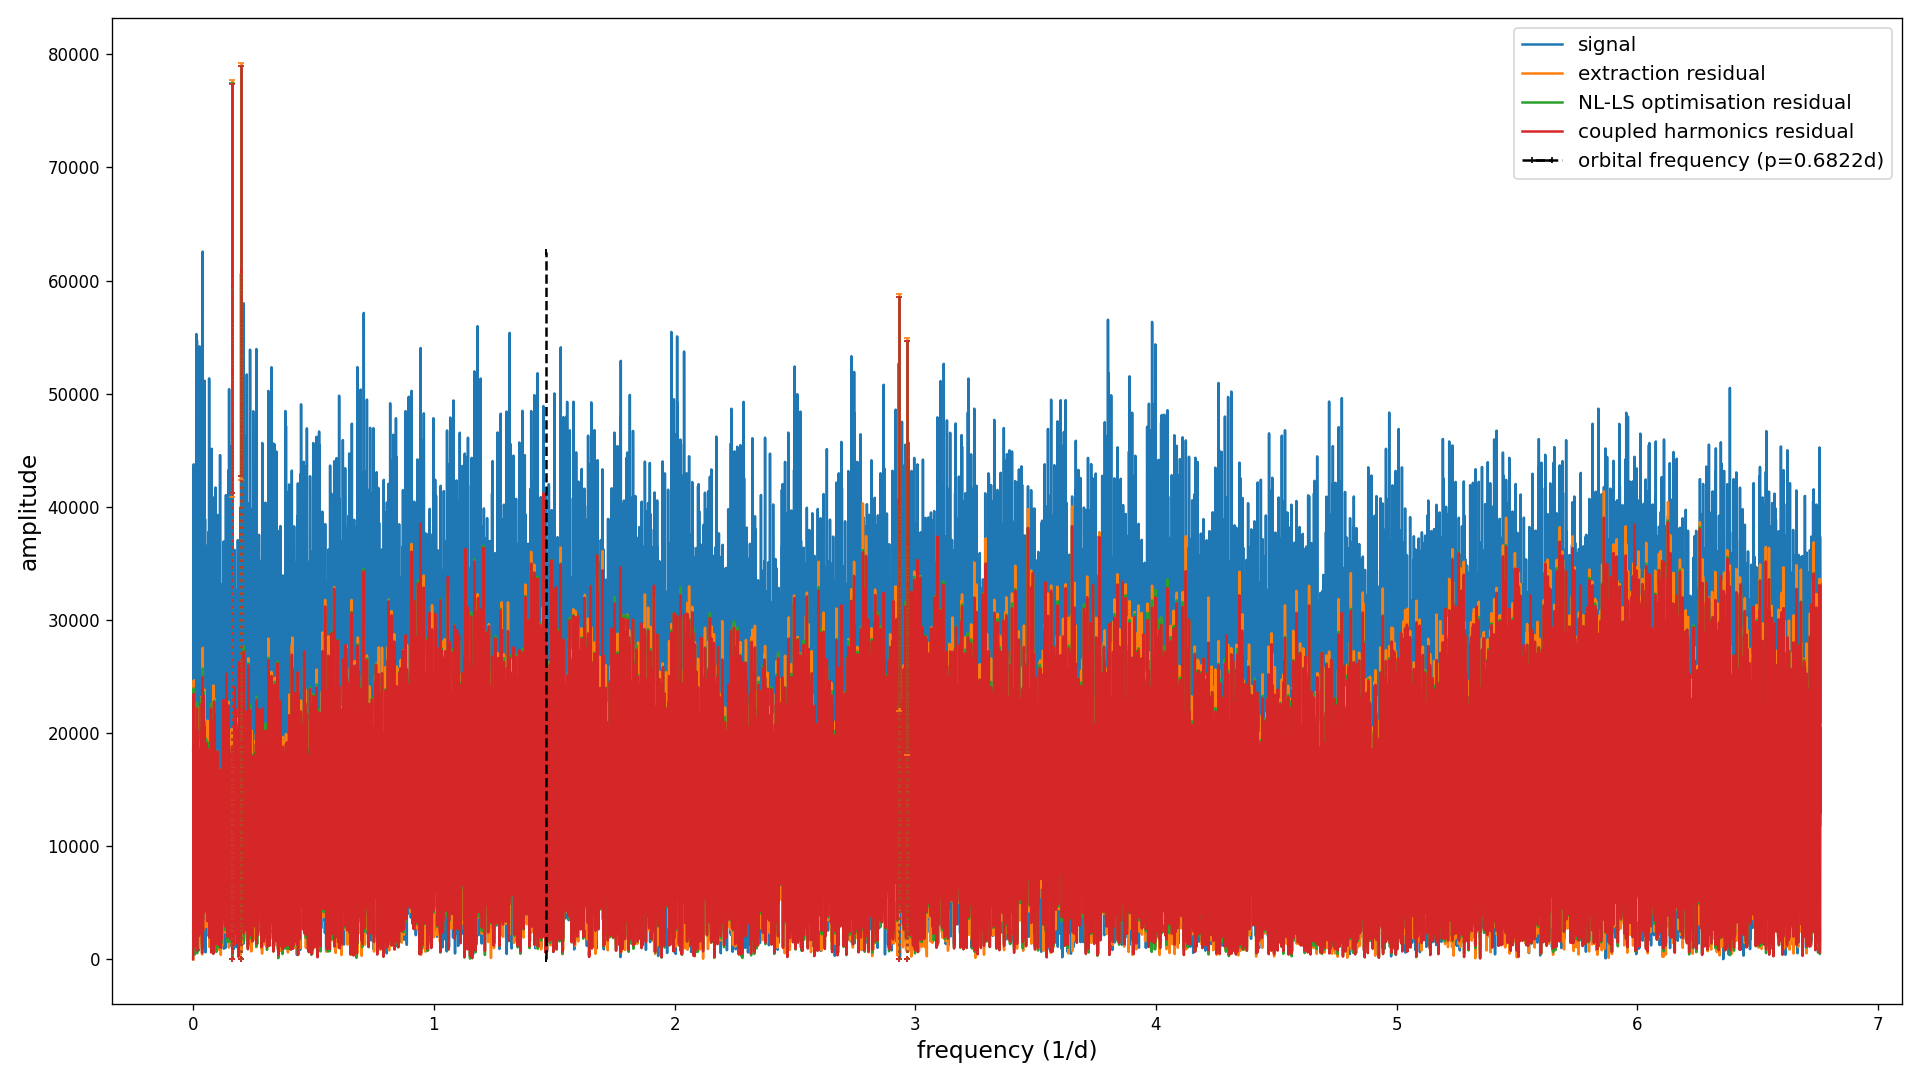 signal
extraction residual
NL-LS optimisation residual
coupled harmonics residual
orbital frequency (p=0.6822d)
80000
70000
60000
50000
40000
30000
20000
10000
0
amplitude
0 1 2 3 4 5 6 7
frequency (1/d)